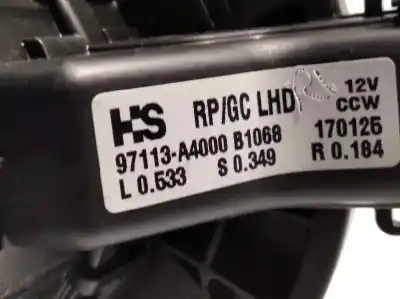 HS RP/GC LHD 12V
CCW
97113-A4000 B1068 170125
L 0.533 S 0.349 R 0.184